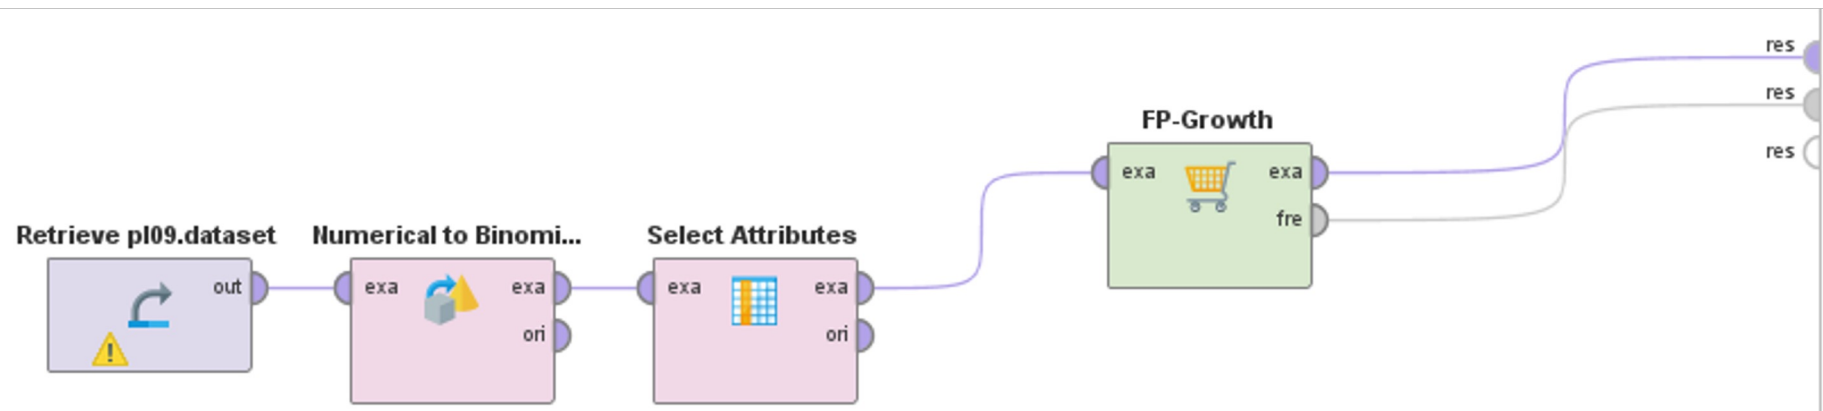 res
res
FP-Growth
res
exa
exa
fre
Retrieve pl09.dataset
Numerical to Binomi...
Select Attributes
out
exa
exa
exa
exa
ori
ori